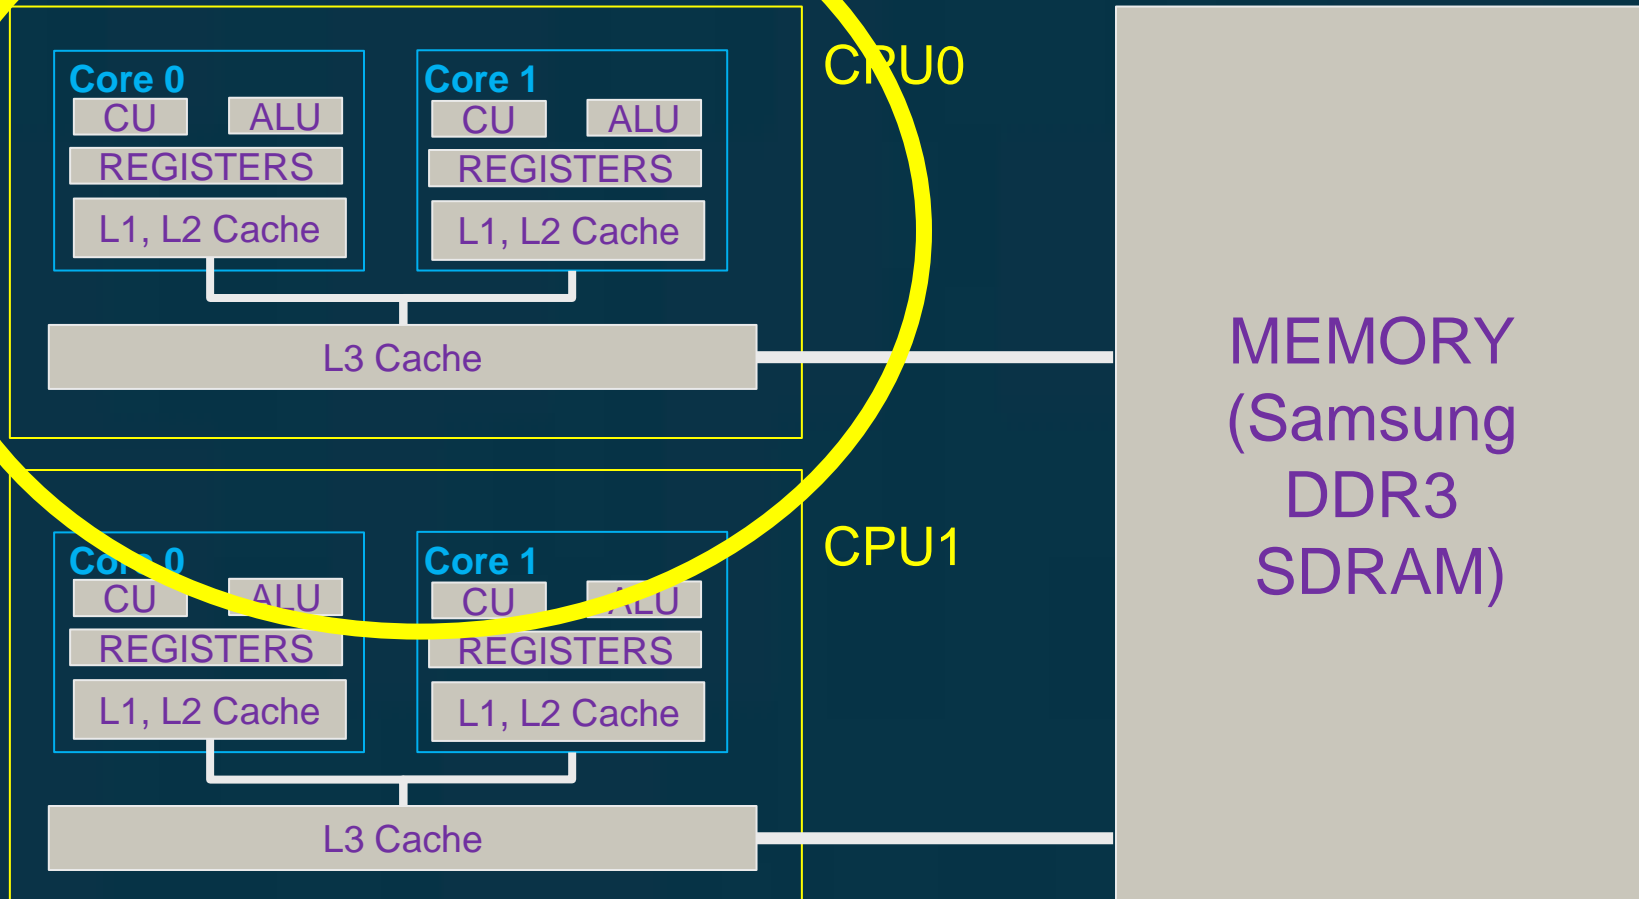 CPU0
Core 0
Core 1
CU
ALU
CU
ALU
REGISTERS
REGISTERS
L1, L2 Cache
L1, L2 Cache
L3 Cache
CPU1
Core 0
Core 1
CU
ALU
CU
ALU
REGISTERS
REGISTERS
L1, L2 Cache
L1, L2 Cache
L3 Cache
MEMORY
(Samsung
DDR3
SDRAM)